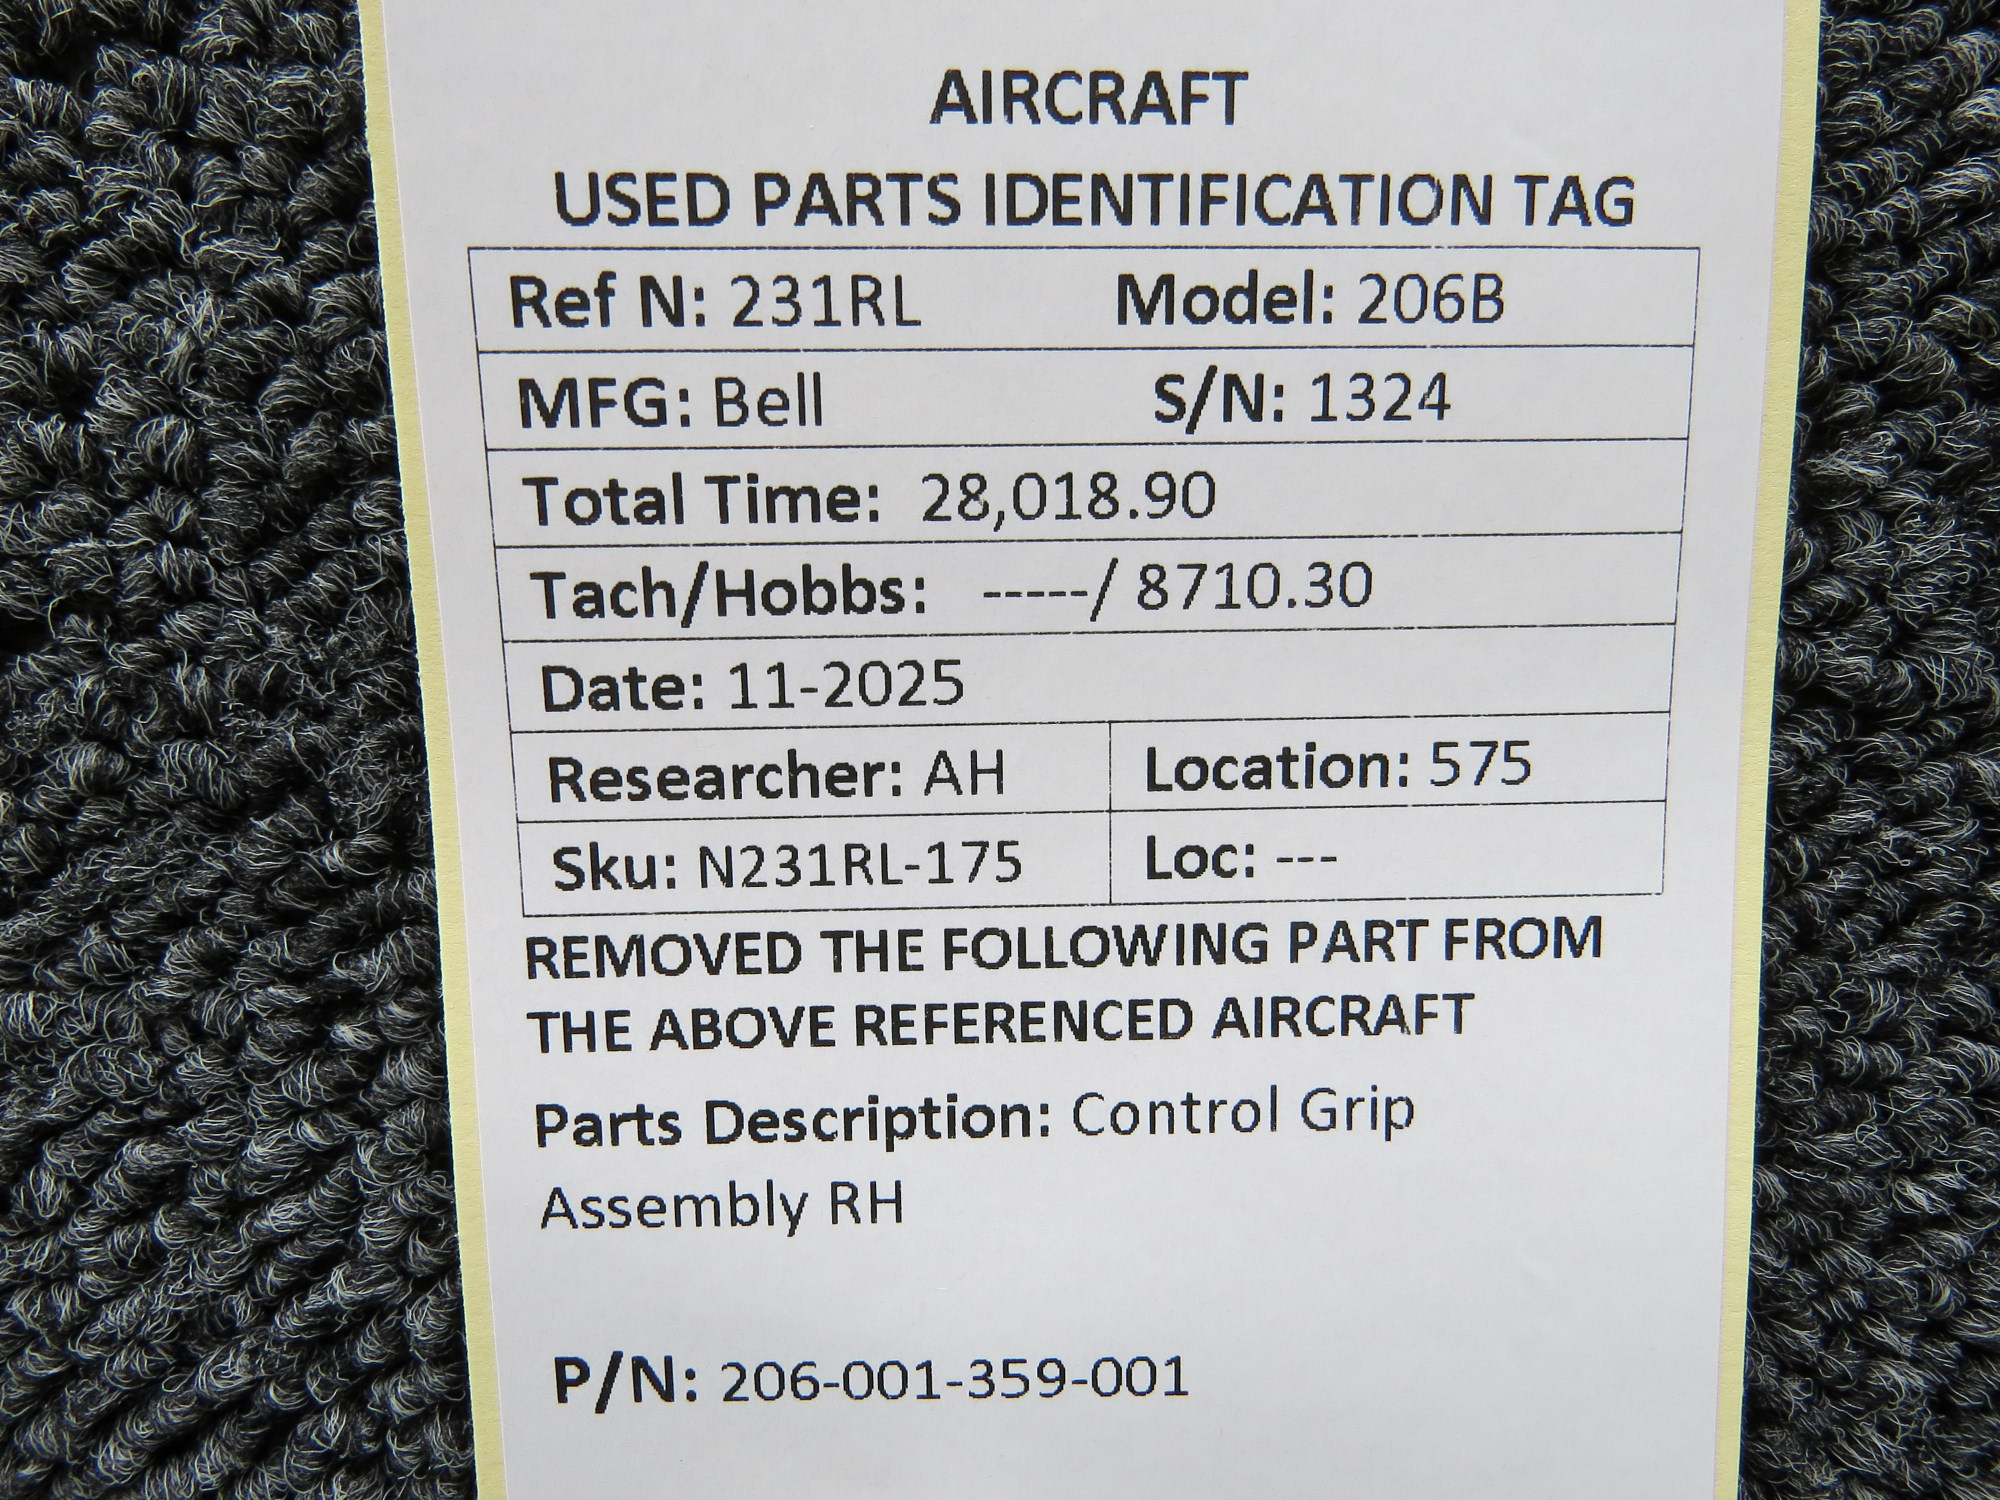 AIRCRAFT
USED PARTS IDENTIFICATION TAG
Ref N: 231RL Model: 206B
MFG: Bell S/N: 1324
Total Time: 28,018.90
Tach/Hobbs: -----/ 8710.30
Date: 11-2025
Researcher: AH Location: 575
Sku: N231RL-175 Loc: ---
REMOVED THE FOLLOWING PART FROM
THE ABOVE REFERENCED AIRCRAFT
Parts Description: Control Grip
Assembly RH
P/N: 206-001-359-001